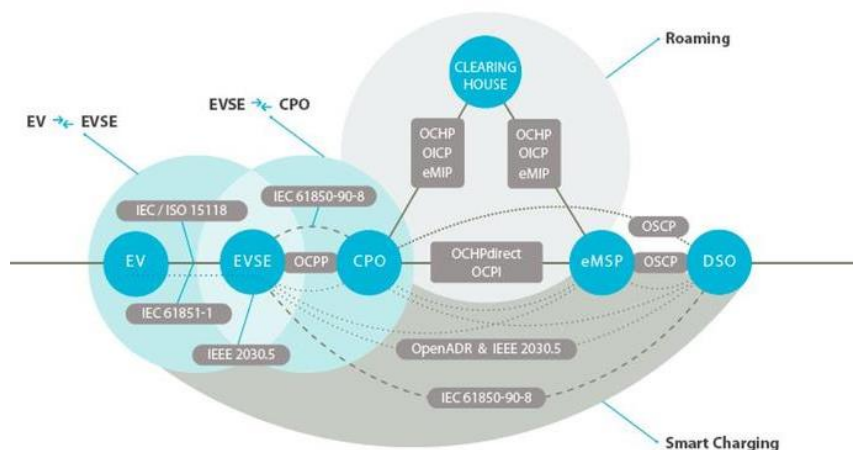 Roaming
CLEARING
HOUSE
EVSE CPO
EV EVSE
OCHP
OICP
eMIP
OCHP
OICP
eMIP
IEC 61850-90-8
IEC / ISO 15118
OSCP
EV
EVSE
OCPP
CPO
OCHPdirect
OCPI
eMSP
OSCP
DSO
IEC 61851-1
IEEE 2030.5
OpenADR & IEEE 2030.5
IEC 61850-90-8
Smart Charging